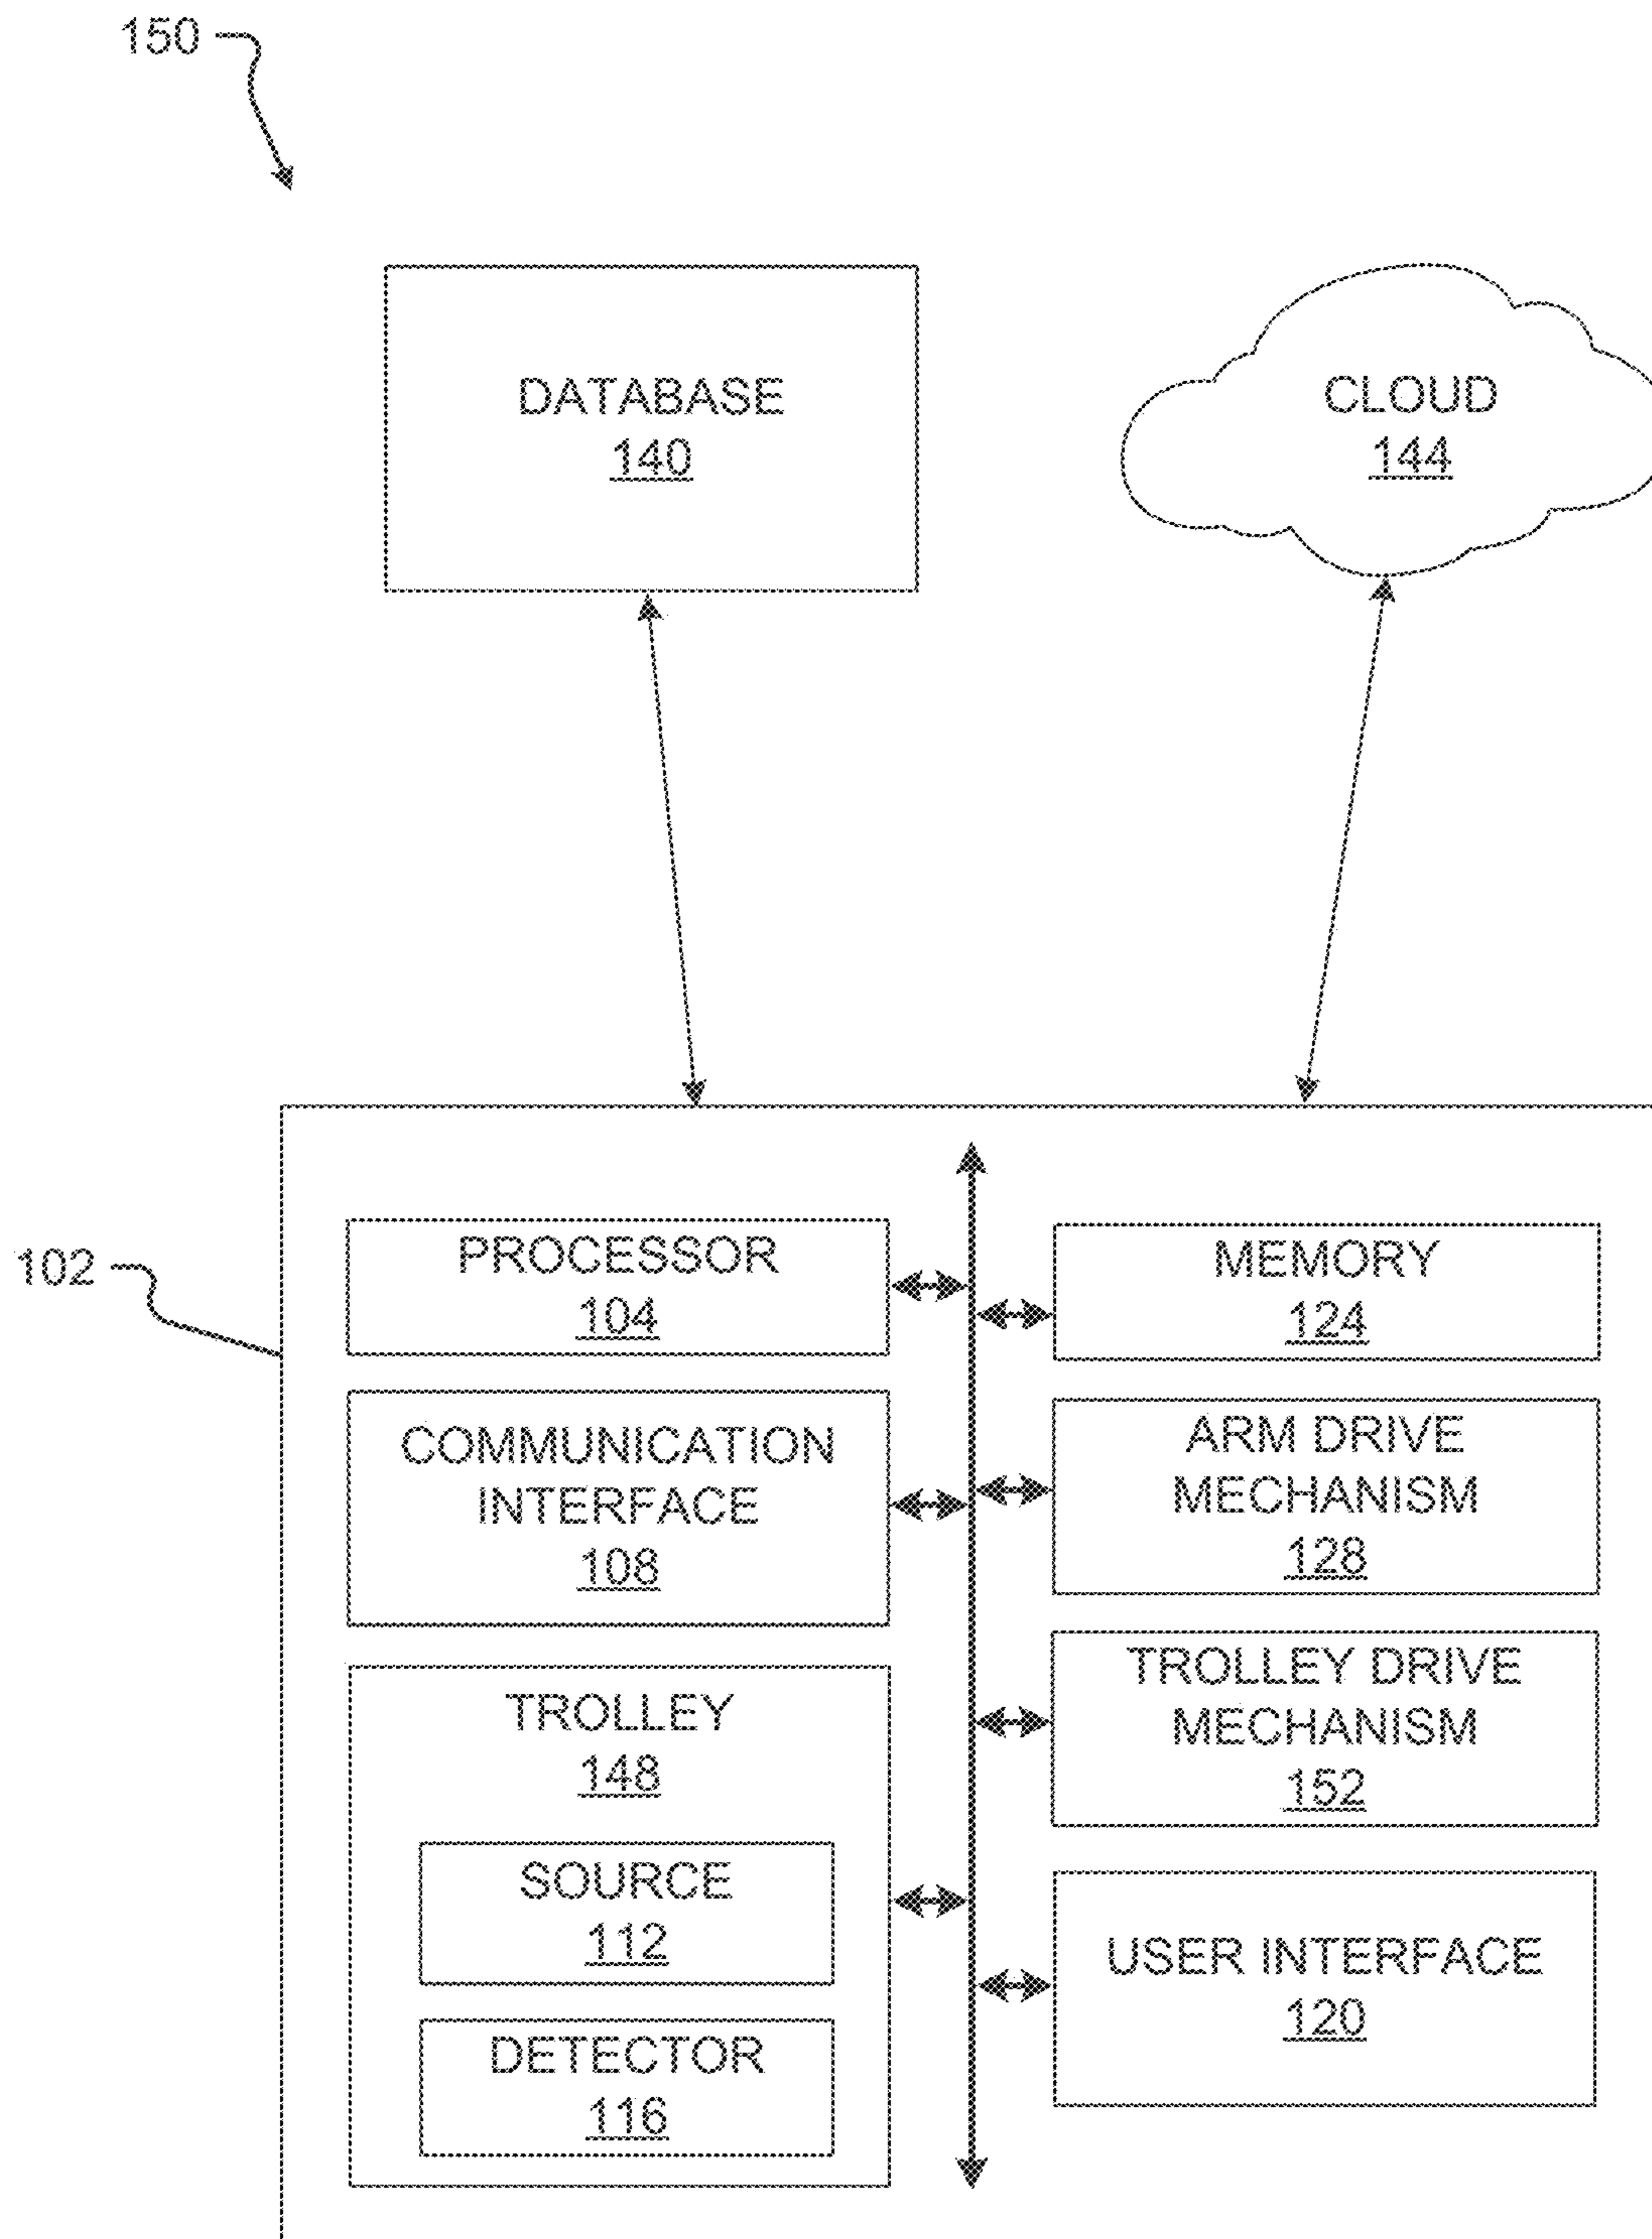 150
DATABASE
140
CLOUD
144
102
PROCESSOR
104
MEMORY
124
COMMUNICATION
INTERFACE
108
ARM DRIVE
MECHANISM
128
TROLLEY
148
TROLLEY DRIVE
MECHANISM
152
SOURCE
112
USER INTERFACE
120
DETECTOR
116